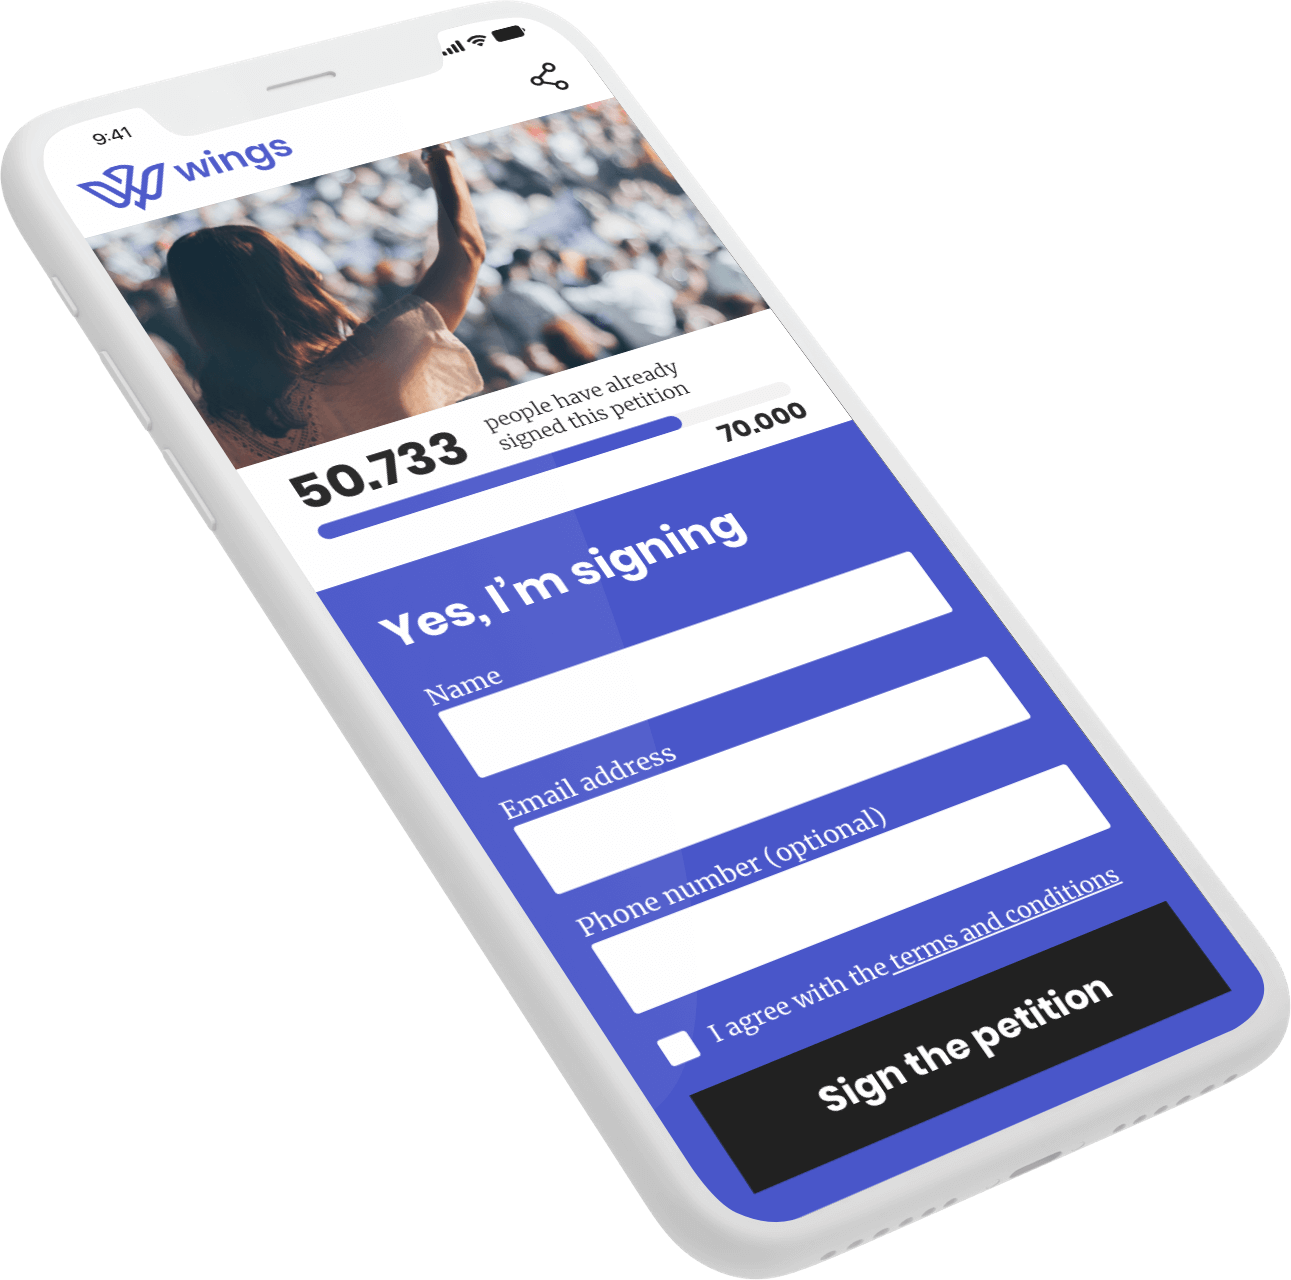 9:41
wings
50.733
people have already
signed this petition
70.000
Yes, I’m signing
Name
Email address
Phone number (optional)
I agree with the terms and conditions
Sign the petition